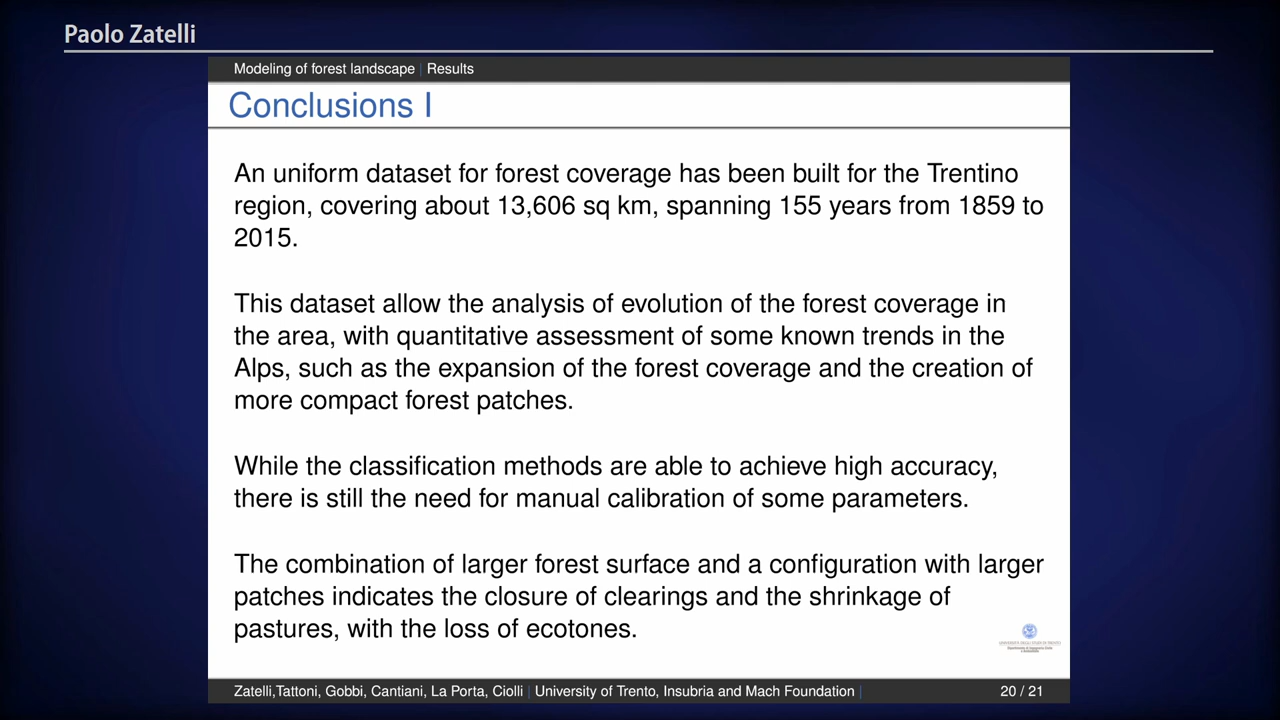 Paolo Zatelli
Modeling of forest landscape | Results
Conclusions I
An uniform dataset for forest coverage has been built for the Trentino
region, covering about 13,606 sq km, spanning 155 years from 1859 to
2015.
This dataset allow the analysis of evolution of the forest coverage in
the area, with quantitative assessment of some known trends in the
Alps, such as the expansion of the forest coverage and the creation of
more compact forest patches.
While the classification methods are able to achieve high accuracy,
there is still the need for manual calibration of some parameters.
The combination of larger forest surface and a configuration with larger
patches indicates the closure of clearings and the shrinkage of
pastures, with the loss of ecotones.
Zatelli,Tattoni, Gobbi, Cantiani, La Porta, Ciolli | University of Trento, Insubria and Mach Foundation |
20 / 21